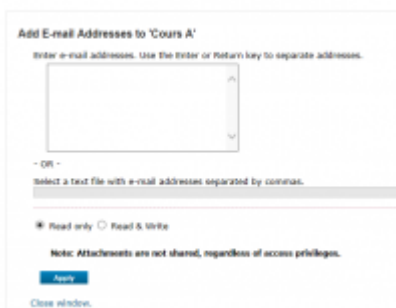 Add E-mail Addresses to 'Cours A'
Enter e-mail addresses. Use the Enter or Return key to separate addresses.
- OR -
Select a text file with e-mail addresses separated by commas.
Read only Read & Write
Note: Attachments are not shared, regardless of access privileges.
Apply
Close window.